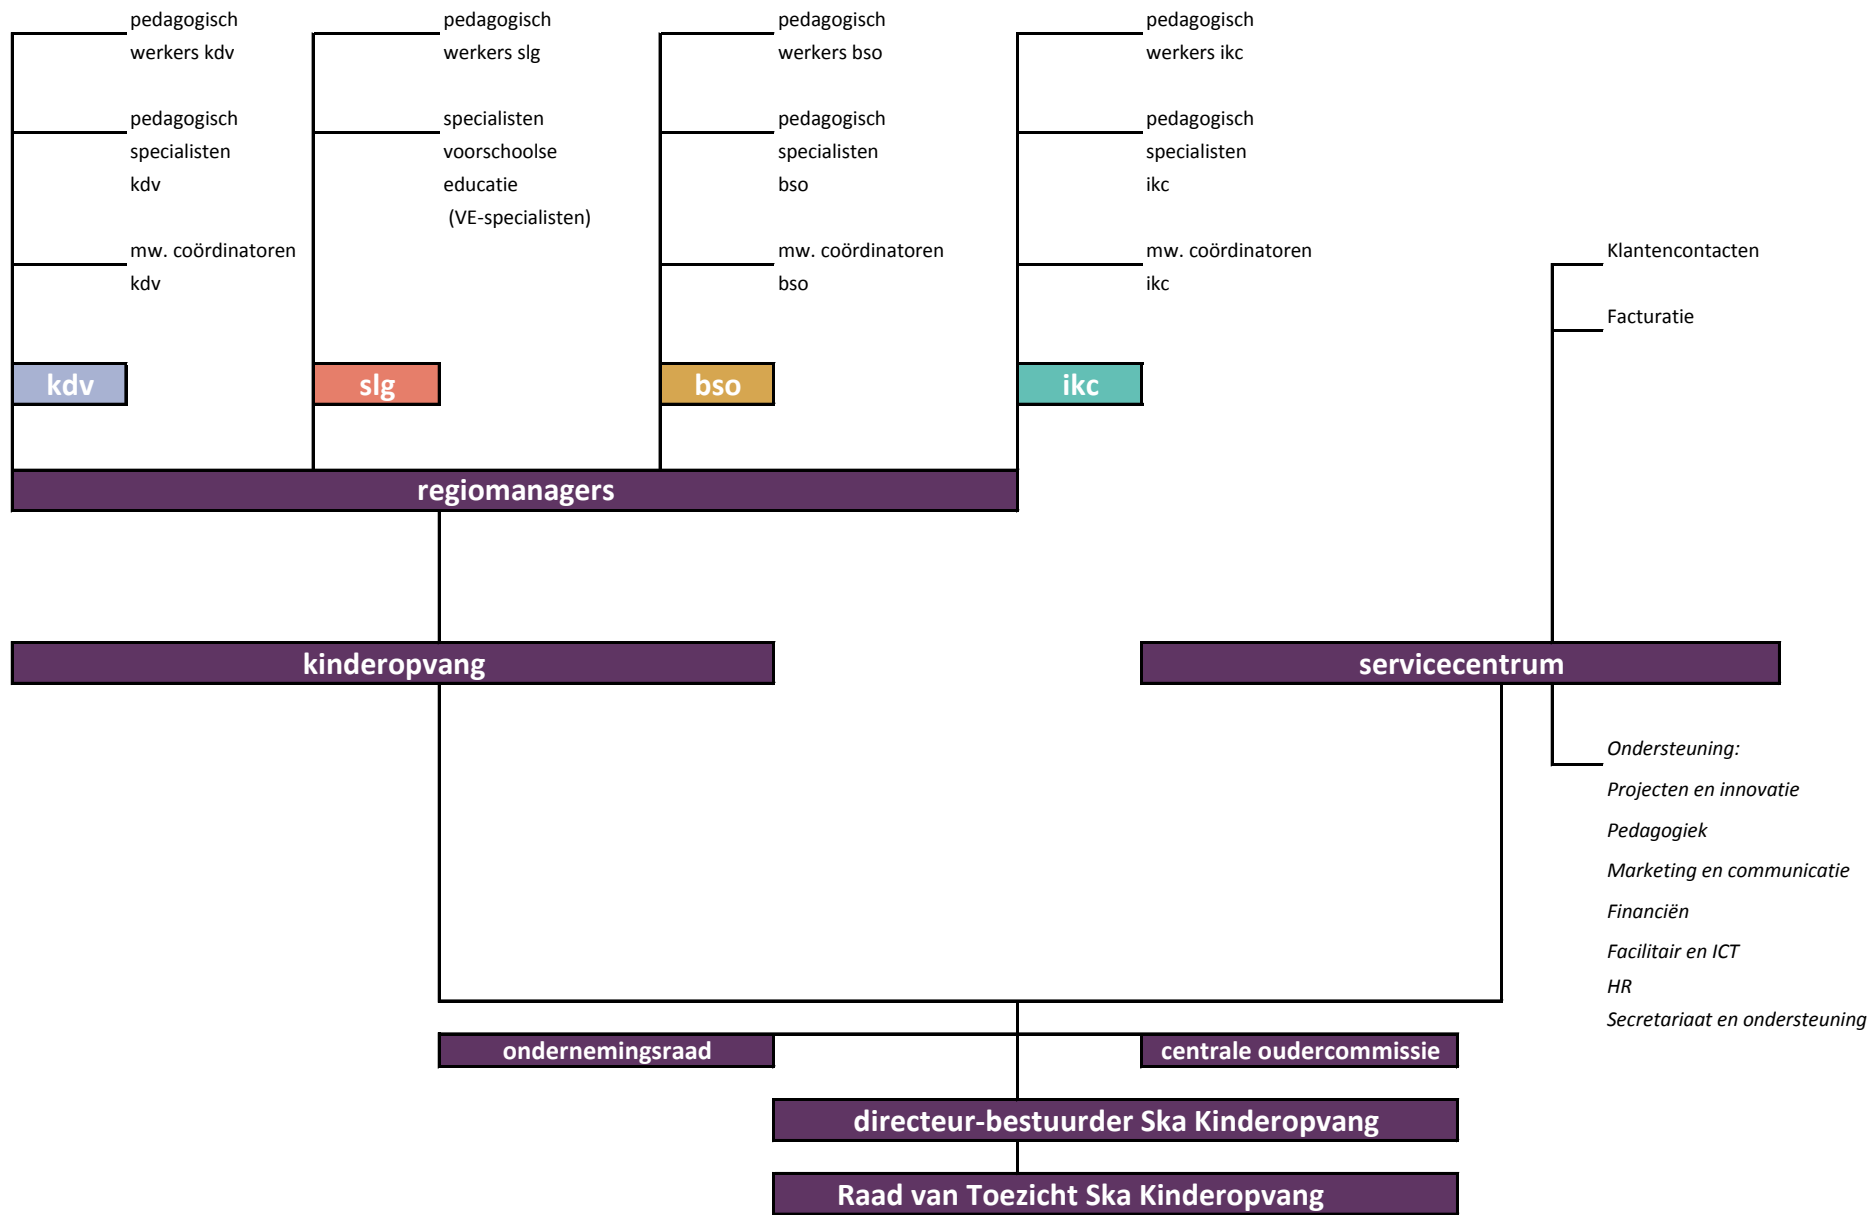 pedagogisch
werkers kdv
pedagogisch
specialisten
kdv
mw. coördinatoren
kdv
kdv
pedagogisch
werkers slg
specialisten
voorschoolse
educatie
(VE-specialisten)
slg
pedagogisch
werkers bso
pedagogisch
specialisten
bso
mw. coördinatoren
bso
bso
pedagogisch
werkers ikc
pedagogisch
specialisten
ikc
mw. coördinatoren
ikc
ikc
Klantencontacten
Facturatie
regiomanagers
kinderopvang
servicecentrum
Ondersteuning:
Projecten en innovatie
Pedagogiek
Marketing en communicatie
Financiën
Facilitair en ICT
HR
Secretariaat en ondersteuning
ondernemingsraad
centrale oudercommissie
directeur-bestuurder Ska Kinderopvang
Raad van Toezicht Ska Kinderopvang